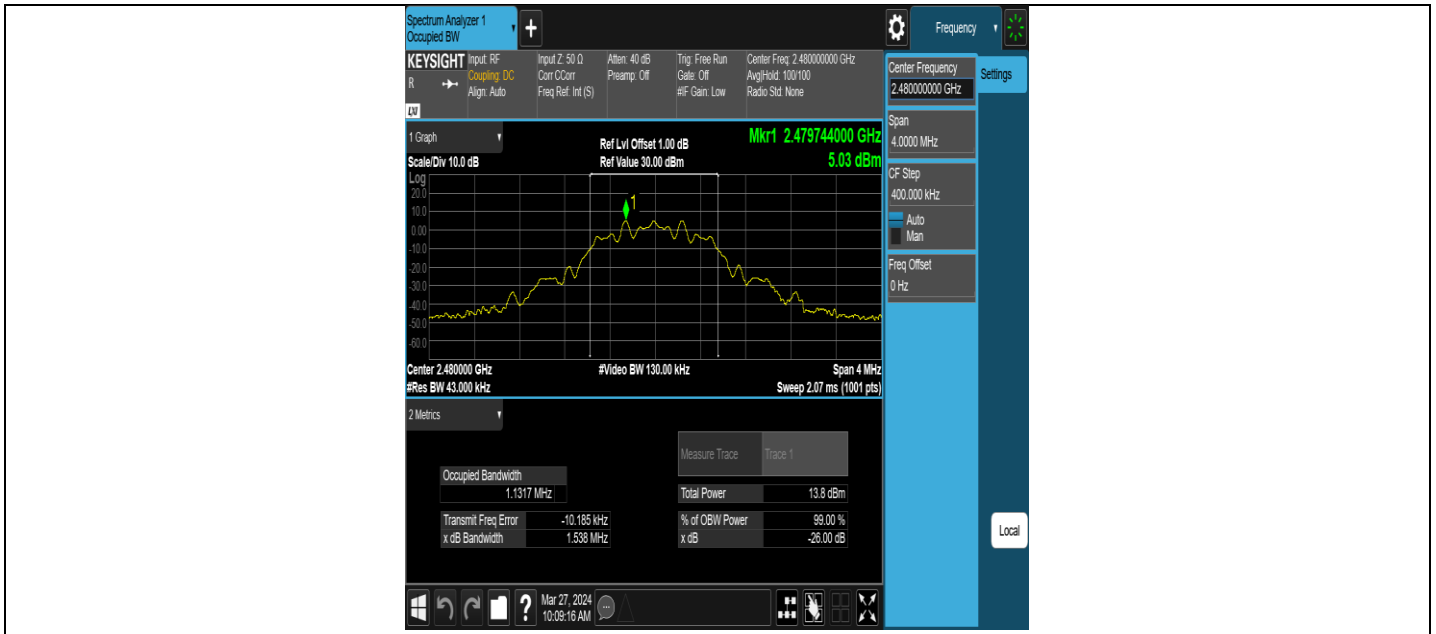 Spectrum Analyzer 1
Occupied BW
+
Frequency
KEYSIGHT
R
LXI
Input: RF
Coupling: DC
Align: Auto
Input Z: 50 Ω
Corr CCorr
Freq Ref: Int (S)
Atten: 40 dB
Preamp: Off
Trig: Free Run
Gate: Off
#IF Gain: Low
Center Freq: 2.480000000 GHz
Avg|Hold: 100/100
Radio Std: None
Center Frequency
2.480000000 GHz
Settings
Span
4.0000 MHz
CF Step
400.000 kHz
Auto
Man
Freq Offset
0 Hz
Local
1 Graph
Scale/Div 10.0 dB
Ref Lvl Offset 1.00 dB
Ref Value 30.00 dBm
Mkr1 2.479744000 GHz
5.03 dBm
Log
20.0
10.0
0.00
-10.0
-20.0
-30.0
-40.0
-50.0
-60.0
1
Center 2.480000 GHz
#Video BW 130.00 kHz
Span 4 MHz
#Res BW 43.000 kHz
Sweep 2.07 ms (1001 pts)
2 Metrics
Measure Trace
Trace 1
Occupied Bandwidth
1.1317 MHz
Total Power 13.8 dBm
Transmit Freq Error -10.185 kHz
% of OBW Power 99.00 %
x dB Bandwidth 1.538 MHz
x dB -26.00 dB
?
Mar 27, 2024
10:09:16 AM